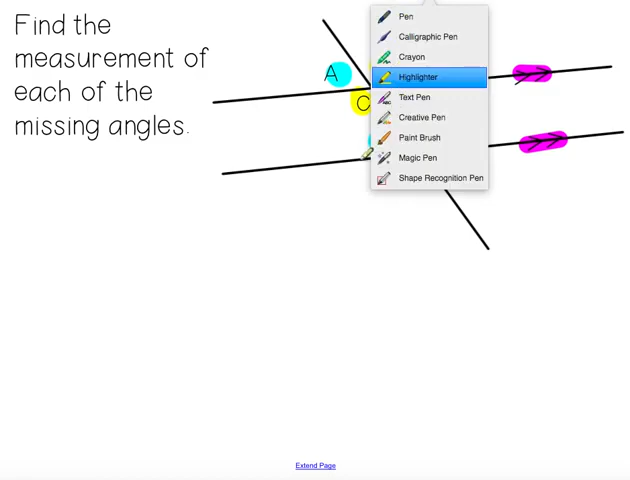 Find the
measurement of
each of the
missing angles.
A
C
Pen
Calligraphic Pen
Crayon
Highlighter
Text Pen
Creative Pen
Paint Brush
Magic Pen
Shape Recognition Pen
Extend Page